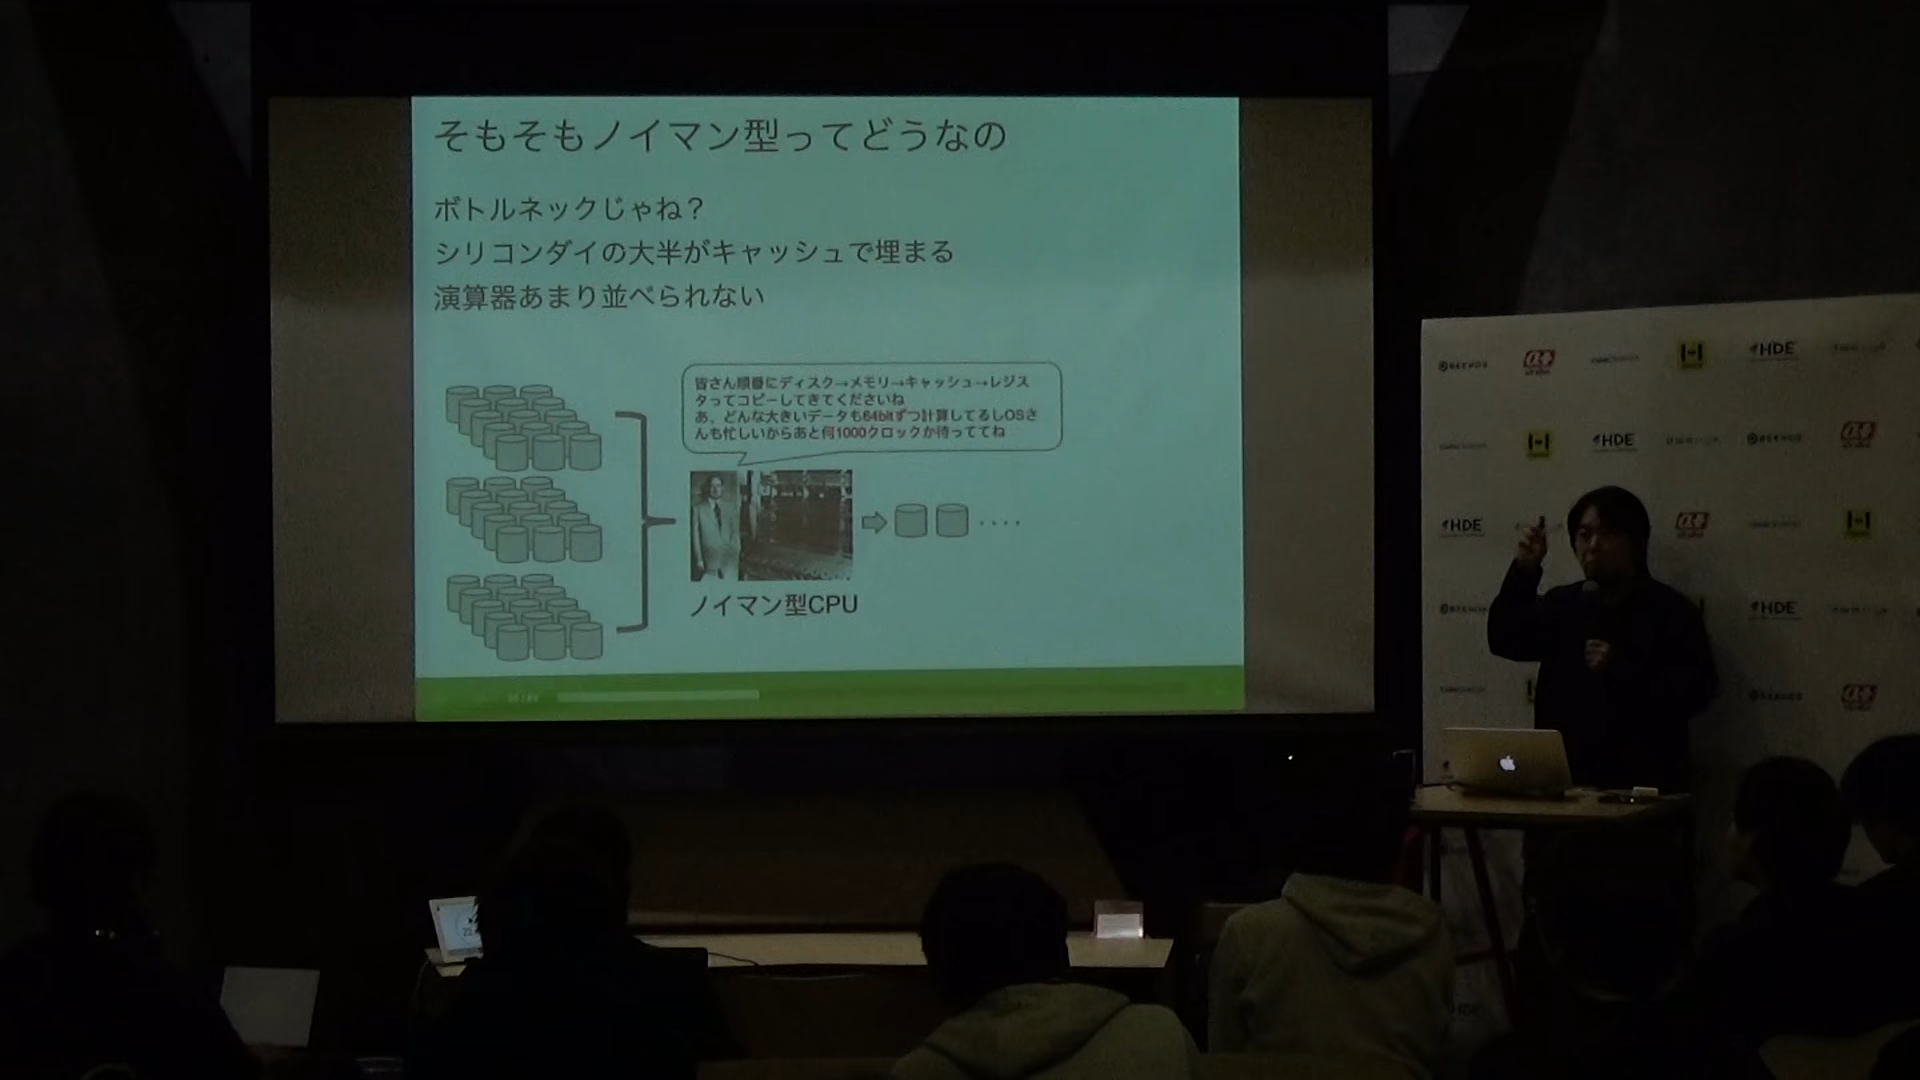 そもそもノイマン型ってどうなの
ボトルネックじゃね？
シリコンダイの大半がキャッシュで埋まる
演算器あまり並べられない
皆さん順番にディスク→メモリ→キャッシュ→レジス
タってコピーしてきてくださいね
あ、どんな大きいデータも64bitずつ計算してるしOSさ
んも忙しいからあと何1000クロックか待っててね
ノイマン型CPU
HDE
HDE
HDE
HDE
HDE